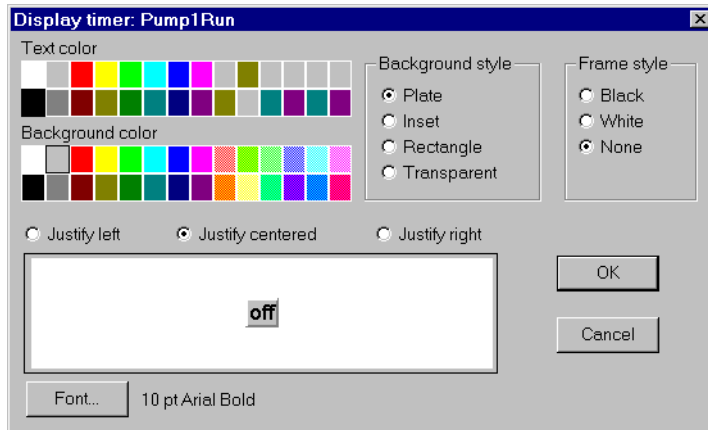 Display timer: Pump1Run
Text color
Background color
Background style
Plate
Inset
Rectangle
Transparent
Frame style
Black
White
None
Justify left
Justify centered
Justify right
off
OK
Cancel
Font...
10 pt Arial Bold